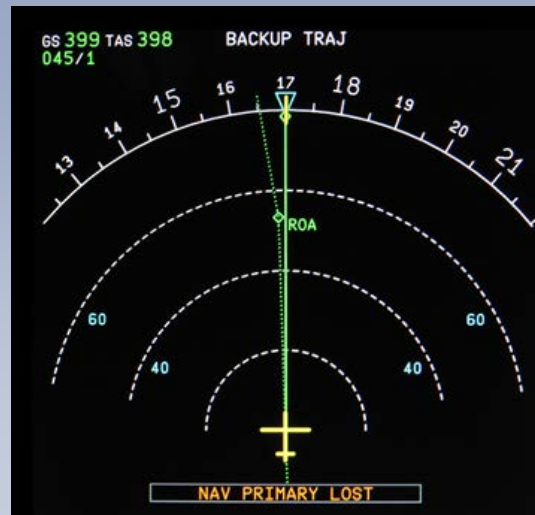 GS 399 TAS 398 BACKUP TRAJ
045/1
13 14 15 16 17 18 19 20 21
ROA
60 60
40 40
NAV PRIMARY LOST